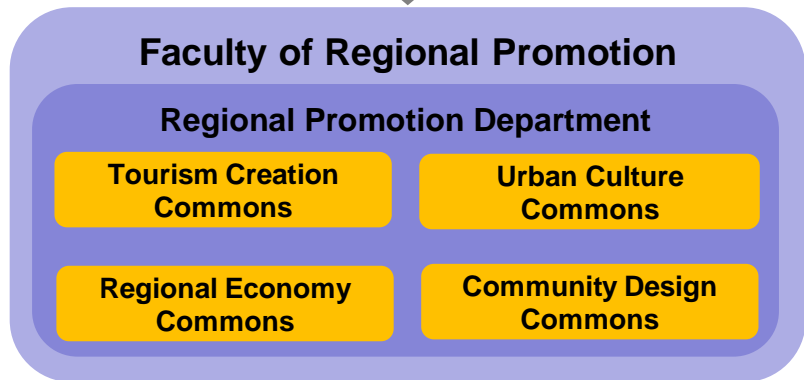 Faculty of Regional Promotion
Regional Promotion Department
Tourism Creation
Commons
Urban Culture
Commons
Regional Economy
Commons
Community Design
Commons